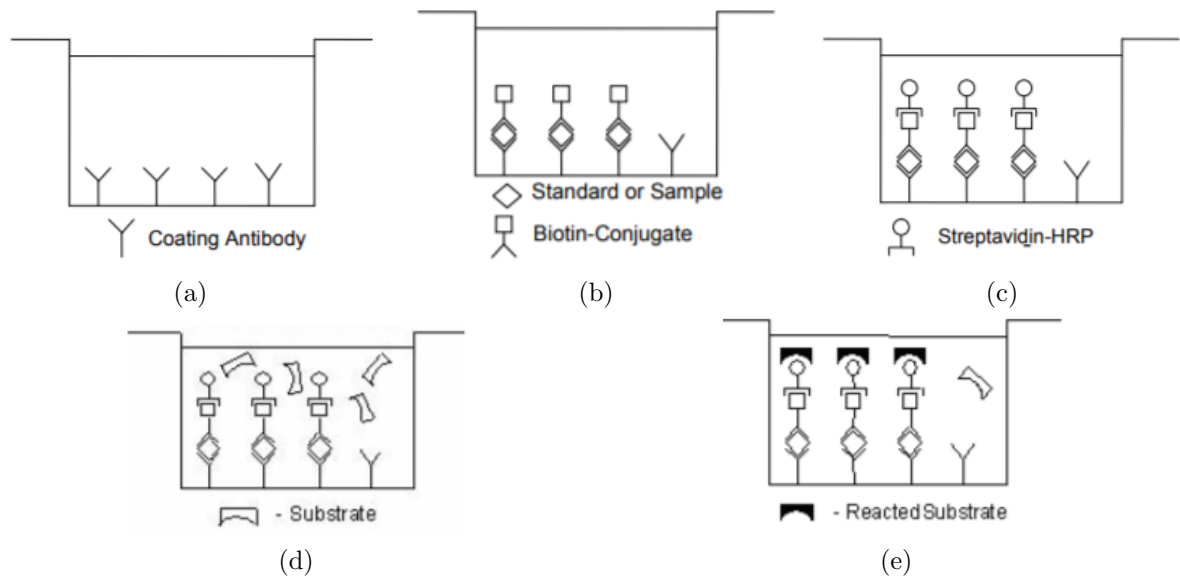 Coating Antibody
Standard or Sample
Biotin-Conjugate
Streptavidin-HRP
(a)
(b)
(c)
- Substrate
- Reacted Substrate
(d)
(e)